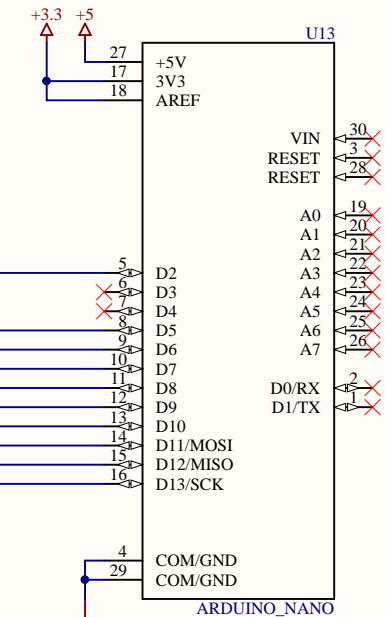 +3.3 +5
U13
27 +5V
17 3V3
18 AREF
VIN 30
RESET 3
RESET 28
A0 19
A1 20
A2 21
A3 22
A4 23
A5 24
A6 25
A7 26
5 D2
6 D3
7 D4
8 D5
9 D6
10 D7
11 D8
12 D9
13 D10
14 D11/MOSI
15 D12/MISO
16 D13/SCK
D0/RX 2
D1/TX 1
4 COM/GND
29 COM/GND
ARDUINO_NANO